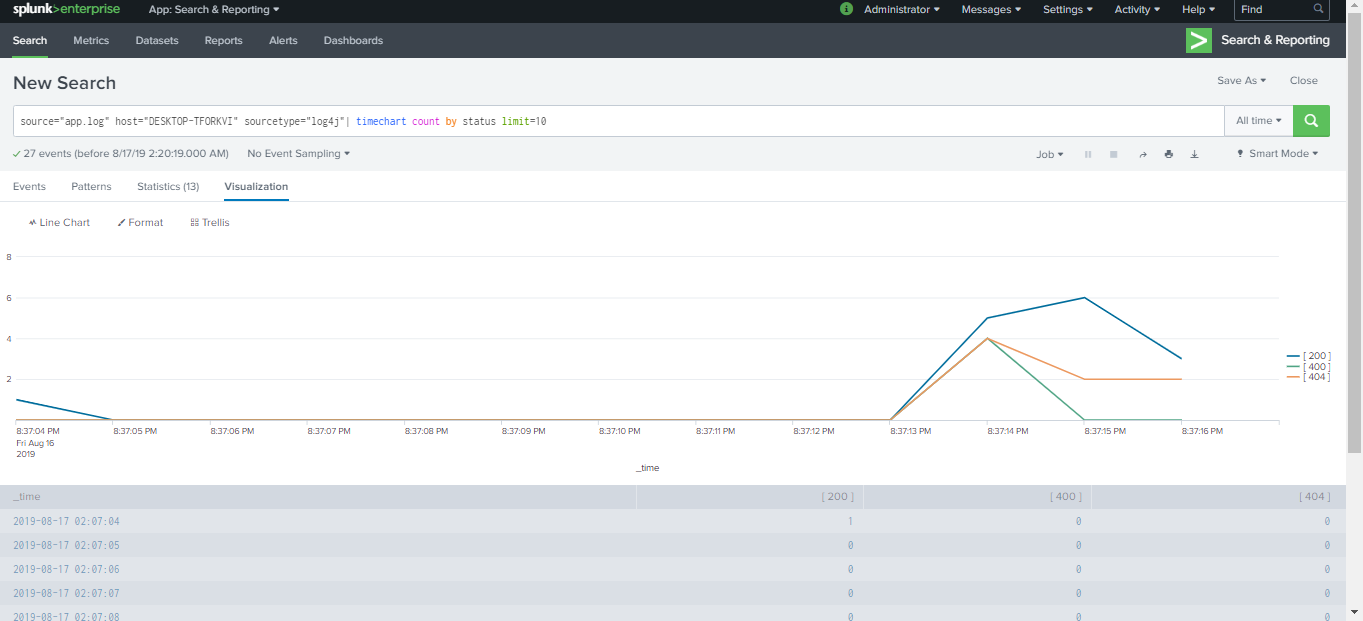 splunk>enterprise App: Search & Reporting i Administrator Messages Settings Activity Help Find
Search Metrics Datasets Reports Alerts Dashboards Search & Reporting
New Search Save As Close
source="app.log" host="DESKTOP-TFORKVI" sourcetype="log4j"| timechart count by status limit=10 All time
27 events (before 8/17/19 2:20:19.000 AM) No Event Sampling Job Smart Mode
Events Patterns Statistics (13) Visualization
Line Chart Format Trellis
8
6
4
2
[ 200 ]
[ 400 ]
[ 404 ]
8:37:04 PM 8:37:05 PM 8:37:06 PM 8:37:07 PM 8:37:08 PM 8:37:09 PM 8:37:10 PM 8:37:11 PM 8:37:12 PM 8:37:13 PM 8:37:14 PM 8:37:15 PM 8:37:16 PM
Fri Aug 16
2019
_time
_time [ 200 ] [ 400 ] [ 404 ]
2019-08-17 02:07:04 1 0 0
2019-08-17 02:07:05 0 0 0
2019-08-17 02:07:06 0 0 0
2019-08-17 02:07:07 0 0 0
2019-08-17 02:07:08 0 0 0